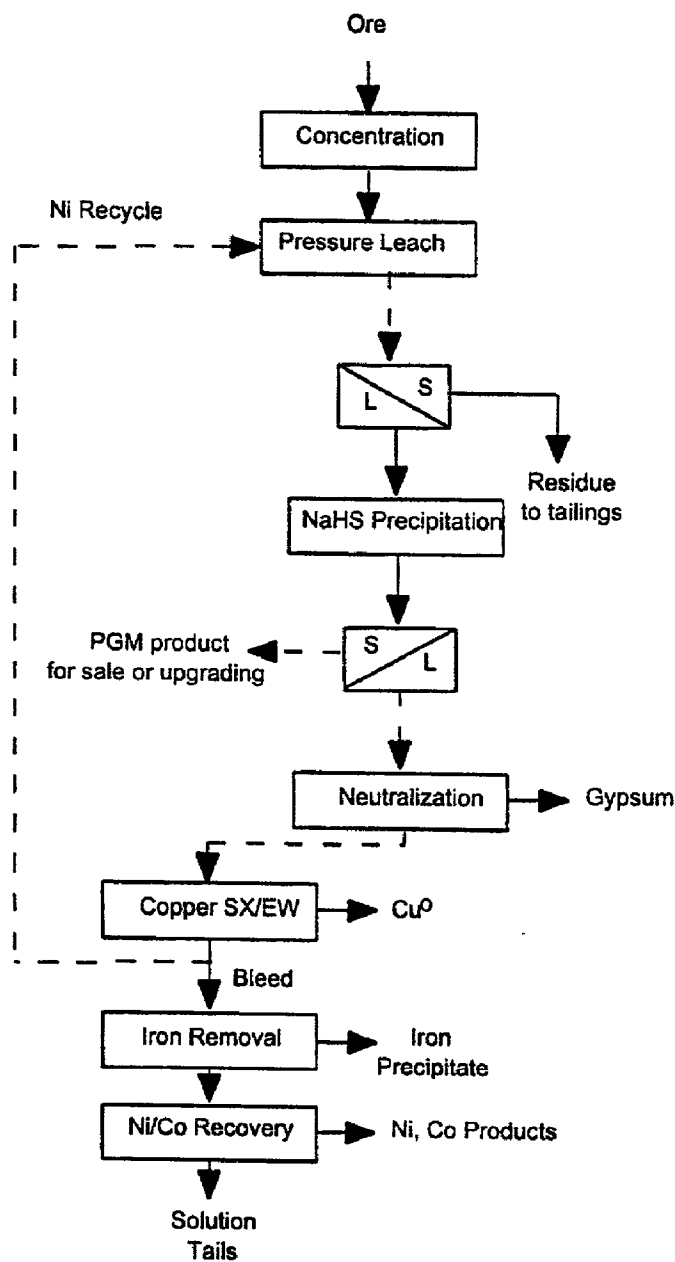 Ore
Concentration
Ni Recycle
Pressure Leach
S
L
Residue
to tailings
NaHS Precipitation
PGM product
for sale or upgrading
S
L
Neutralization
Gypsum
Copper SX/EW
Cuº
Bleed
Iron Removal
Iron
Precipitate
Ni/Co Recovery
Ni, Co Products
Solution
Tails